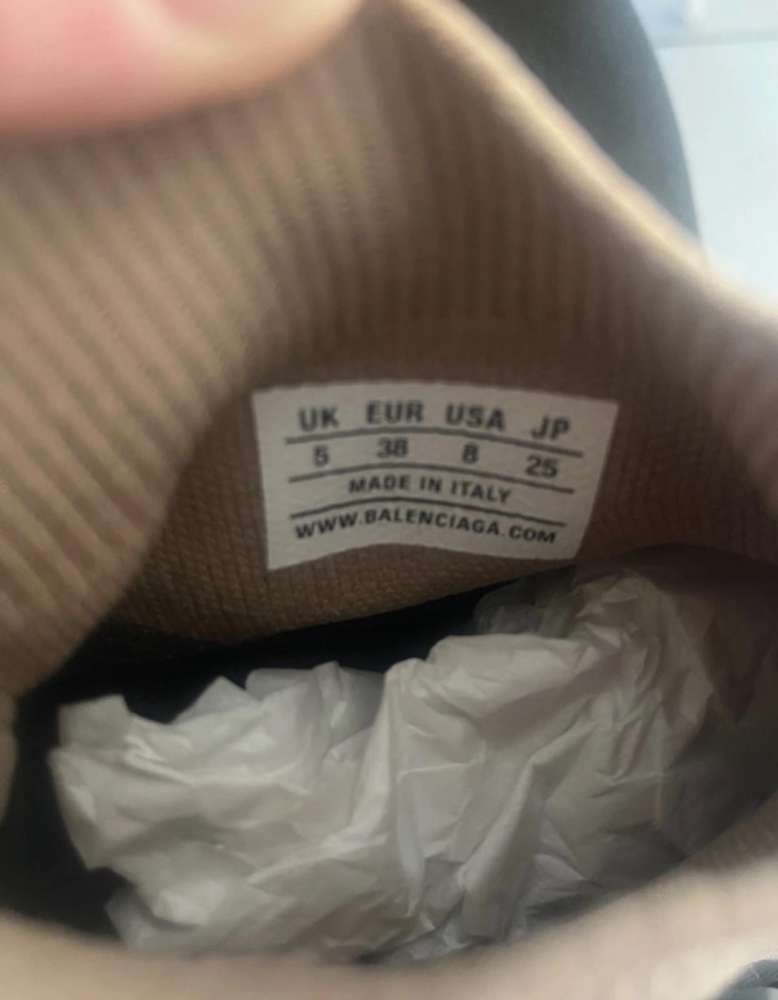 UK EUR USA JP
5 38 8 25
MADE IN ITALY
WWW.BALENCIAGA.COM